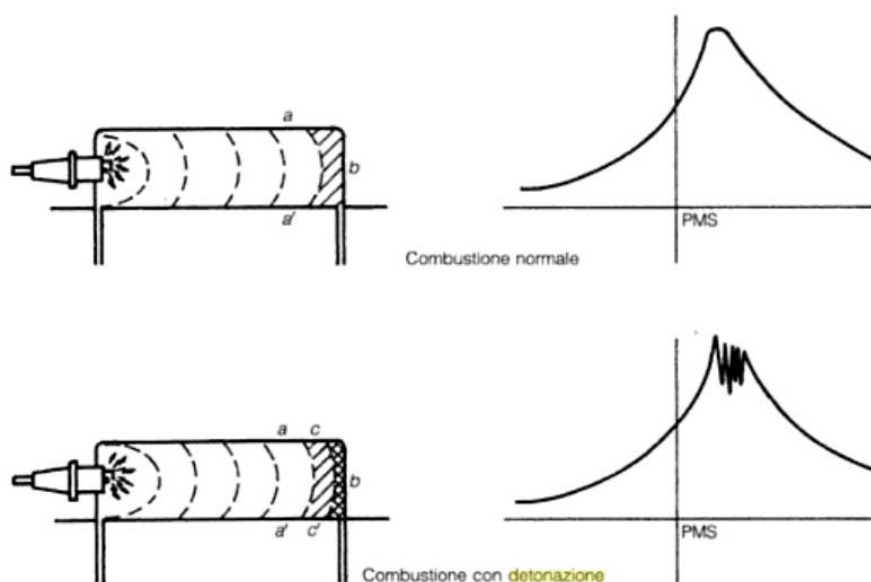 a
b
a'
PMS
Combustione normale
a c
b
a' c'
PMS
Combustione con detonazione